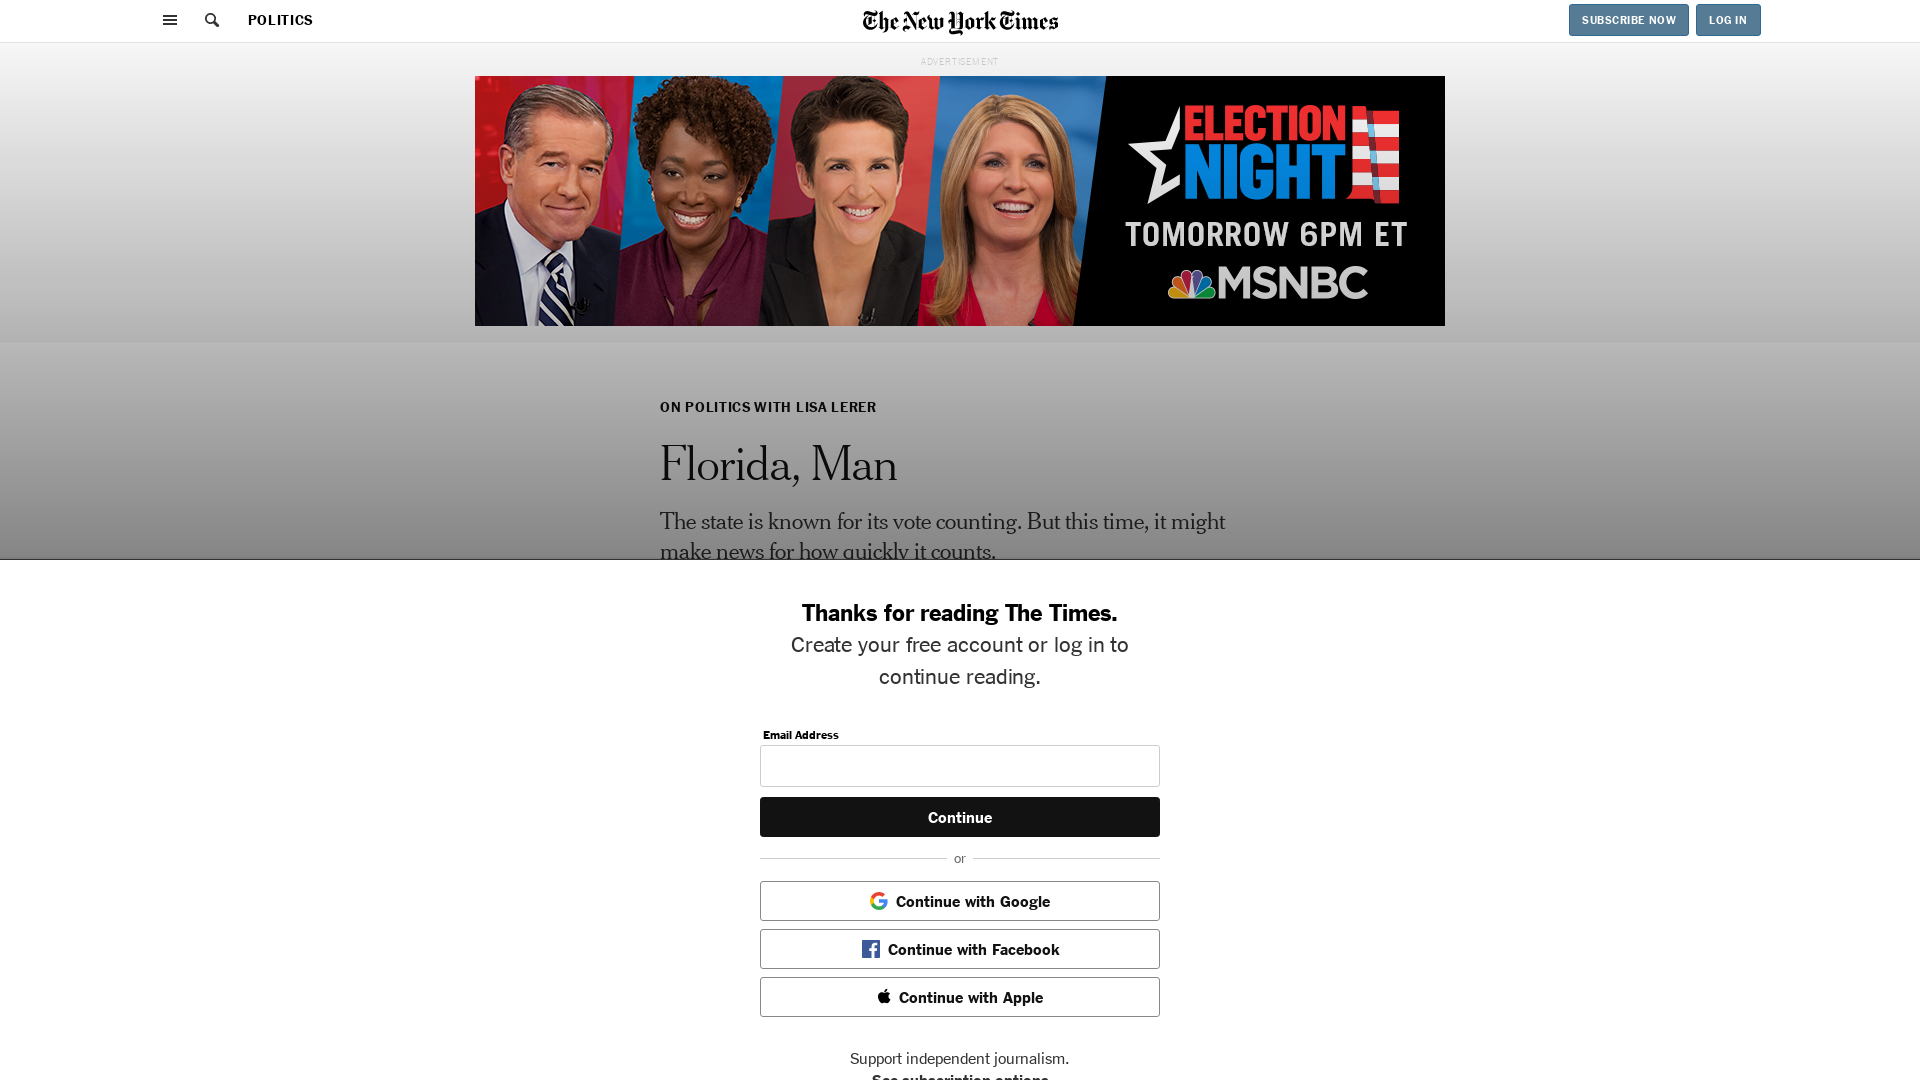 POLITICS
The New York Times
SUBSCRIBE NOW
LOG IN
ADVERTISEMENT
ELECTION
NIGHT
TOMORROW 6PM ET
MSNBC
ON POLITICS WITH LISA LERER
Florida, Man
The state is known for its vote counting. But this time, it might
make news for how quickly it counts.
Thanks for reading The Times.
Create your free account or log in to
continue reading.
Email Address
Continue
or
Continue with Google
Continue with Facebook
Continue with Apple
Support independent journalism.
See subscription options